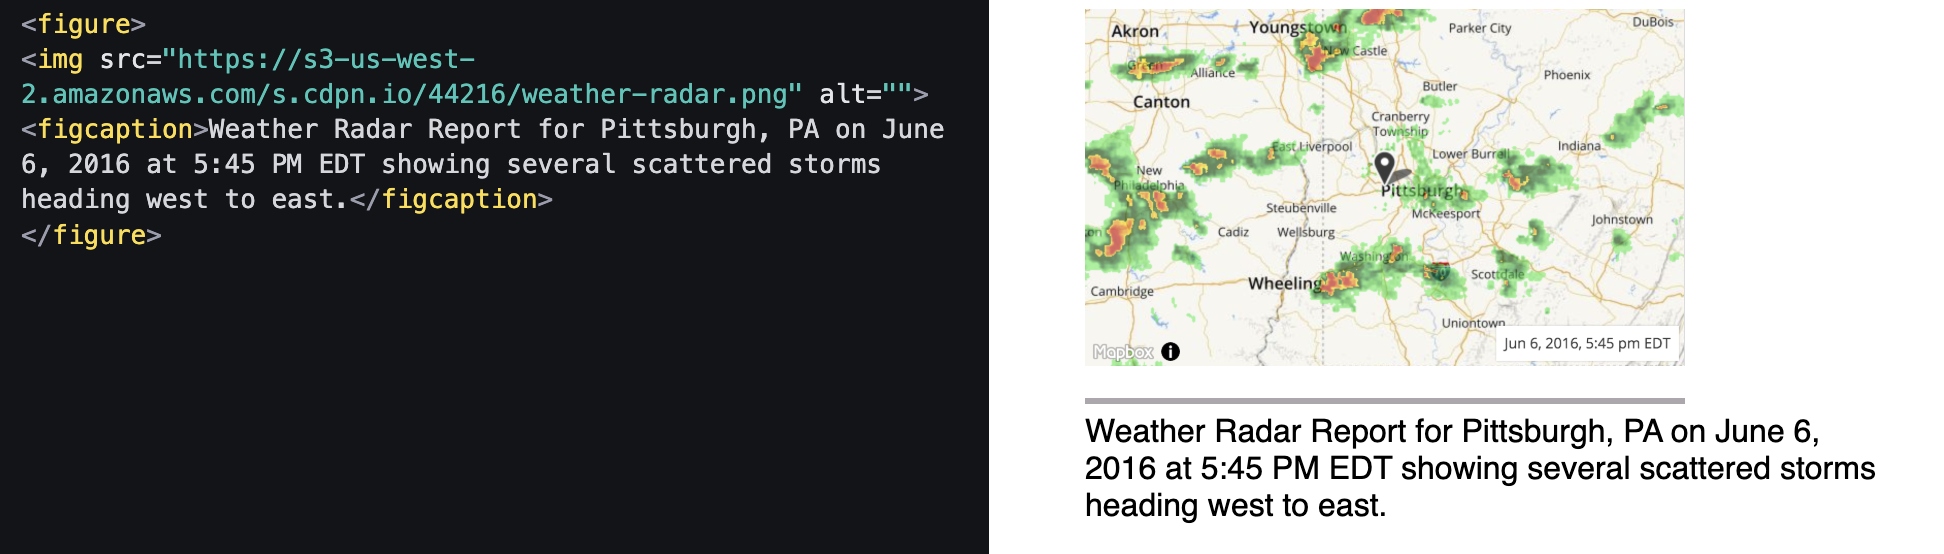 <figure>
<img src="https://s3-us-west-
2.amazonaws.com/s.cdpn.io/44216/weather-radar.png" alt="">
<figcaption>Weather Radar Report for Pittsburgh, PA on June
6, 2016 at 5:45 PM EDT showing several scattered storms
heading west to east.</figcaption>
</figure>
Akron
Youngstown
Parker City
DuBois
New Castle
Green
Alliance
Phoenix
Butler
Canton
Cranberry
Township
East Liverpool
Lower Burrell
Indiana
New
Philadelphia
Pittsburgh
Steubenville
McKeesport
Johnstown
Cadiz
Wellsburg
Washington
Wheeling
Scottdale
Cambridge
Uniontown
Jun 6, 2016, 5:45 pm EDT
Mapbox
Weather Radar Report for Pittsburgh, PA on June 6,
2016 at 5:45 PM EDT showing several scattered storms
heading west to east.